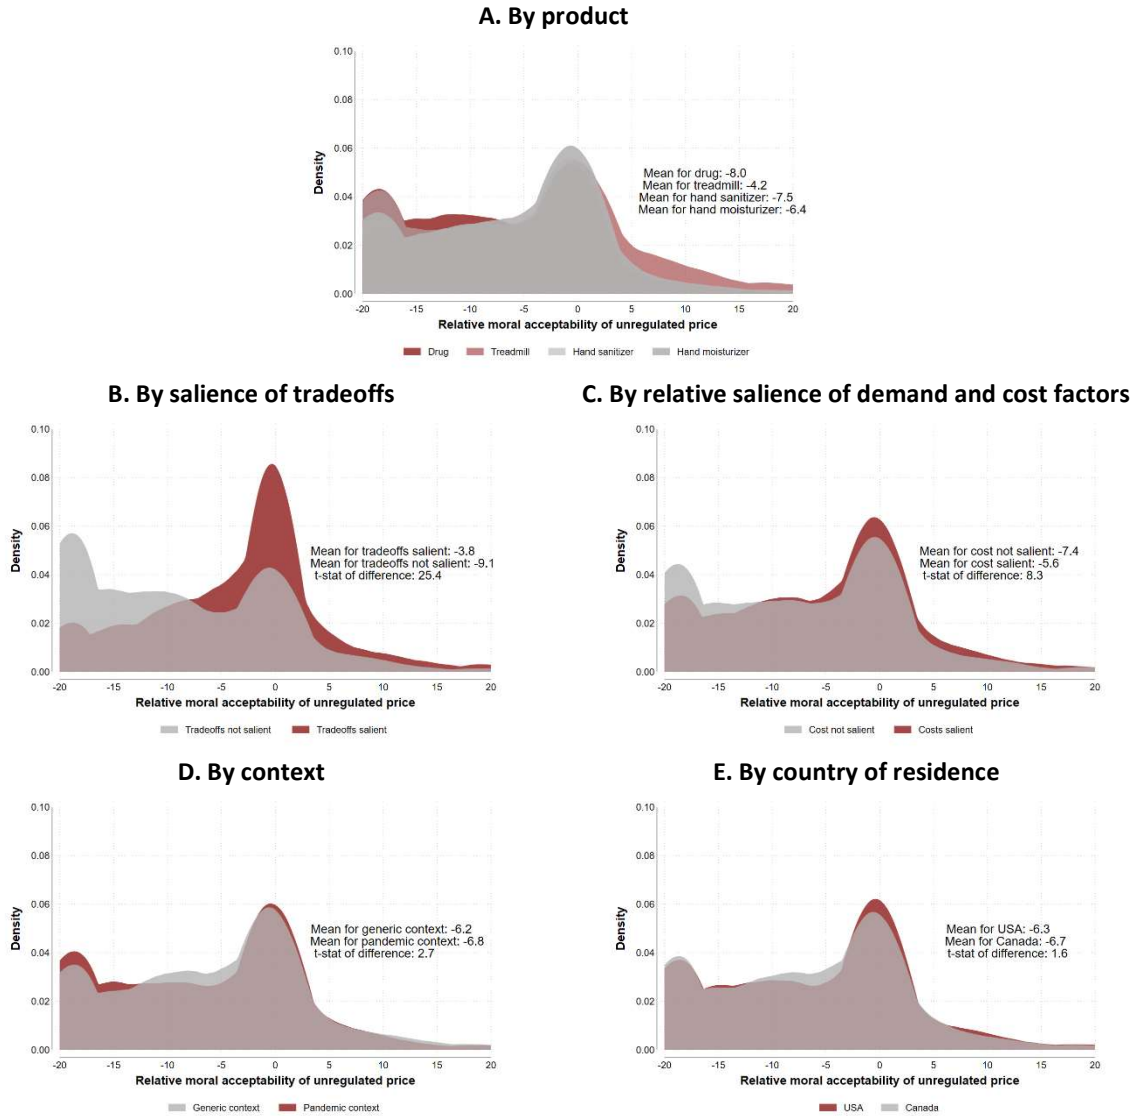 A. By product
0.10
0.08
0.06
0.04
0.02
0.00
Density
Mean for drug: -8.0
Mean for treadmill: -4.2
Mean for hand sanitizer: -7.5
Mean for hand moisturizer: -6.4
-20 -15 -10 -5 0 5 10 15 20
Relative moral acceptability of unregulated price
Drug Treadmill Hand sanitizer Hand moisturizer
B. By salience of tradeoffs
0.10
0.08
0.06
0.04
0.02
0.00
Density
Mean for tradeoffs salient: -3.8
Mean for tradeoffs not salient: -9.1
t-stat of difference: 25.4
-20 -15 -10 -5 0 5 10 15 20
Relative moral acceptability of unregulated price
Tradeoffs not salient Tradeoffs salient
C. By relative salience of demand and cost factors
0.10
0.08
0.06
0.04
0.02
0.00
Density
Mean for cost not salient: -7.4
Mean for cost salient: -5.6
t-stat of difference: 8.3
-20 -15 -10 -5 0 5 10 15 20
Relative moral acceptability of unregulated price
Cost not salient Costs salient
D. By context
0.10
0.08
0.06
0.04
0.02
0.00
Density
Mean for generic context: -6.2
Mean for pandemic context: -6.8
t-stat of difference: 2.7
-20 -15 -10 -5 0 5 10 15 20
Relative moral acceptability of unregulated price
Generic context Pandemic context
E. By country of residence
0.10
0.08
0.06
0.04
0.02
0.00
Density
Mean for USA: -6.3
Mean for Canada: -6.7
t-stat of difference: 1.6
-20 -15 -10 -5 0 5 10 15 20
Relative moral acceptability of unregulated price
USA Canada